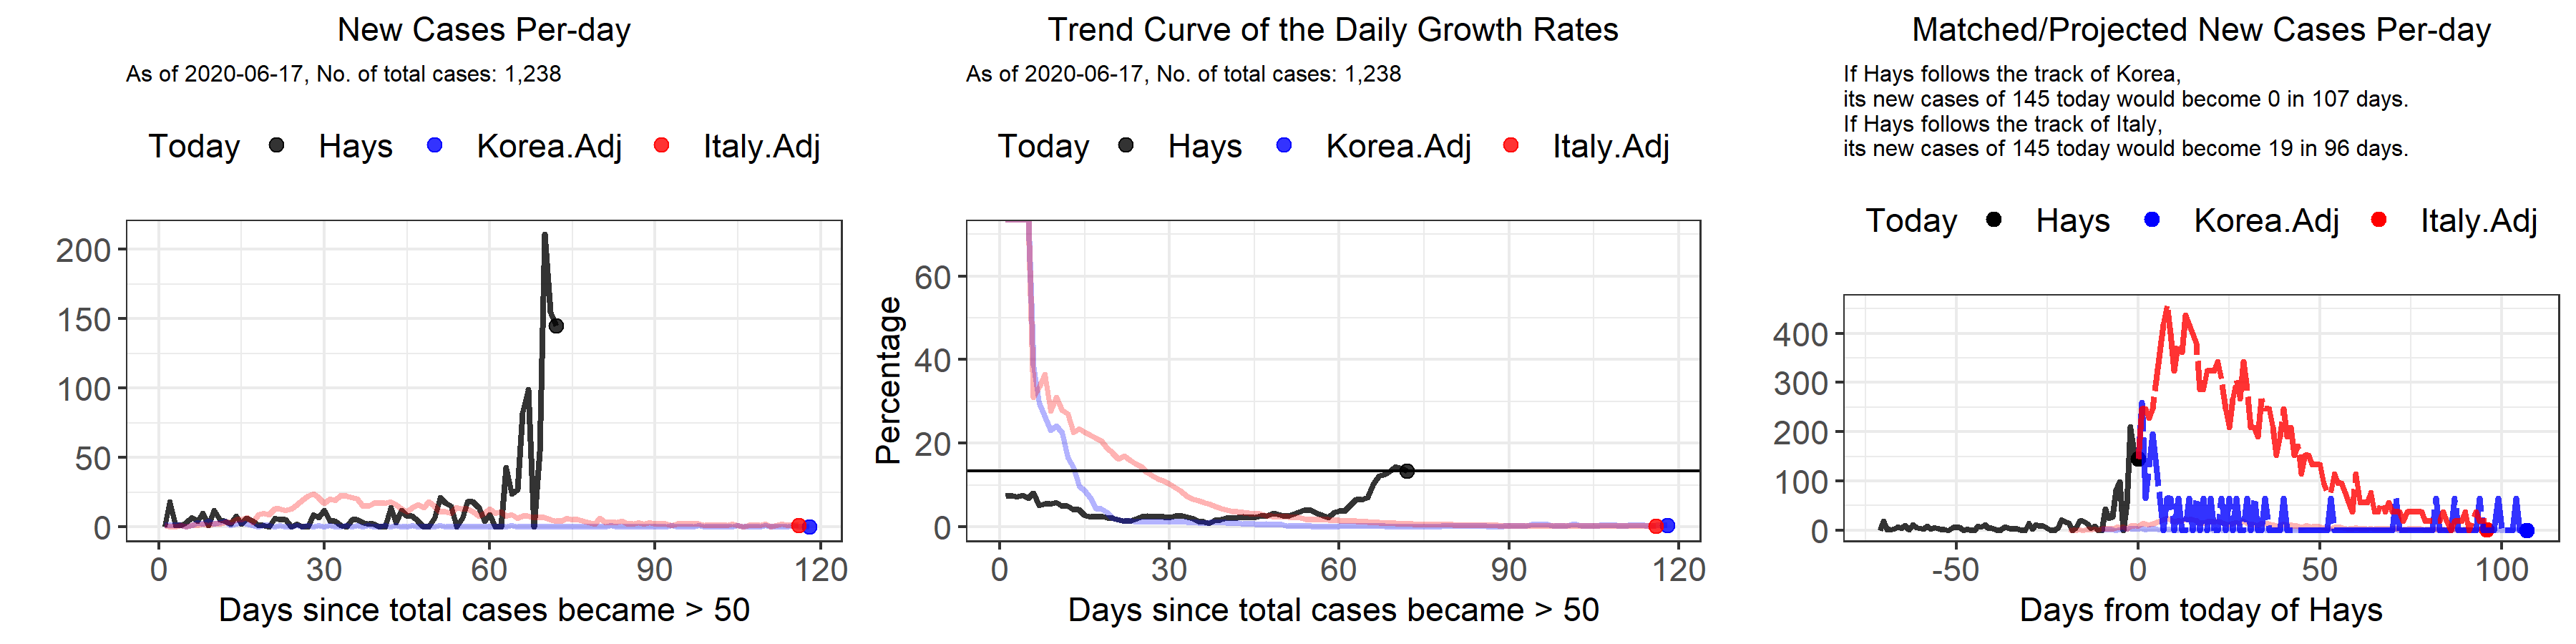 New Cases Per-day
As of 2020-06-17, No. of total cases: 1,238
Today Hays Korea.Adj Italy.Adj
200
150
100
50
0
0 30 60 90 120
Days since total cases became > 50
Trend Curve of the Daily Growth Rates
As of 2020-06-17, No. of total cases: 1,238
Today Hays Korea.Adj Italy.Adj
Percentage
60
40
20
0
0 30 60 90 120
Days since total cases became > 50
Matched/Projected New Cases Per-day
If Hays follows the track of Korea,
its new cases of 145 today would become 0 in 107 days.
If Hays follows the track of Italy,
its new cases of 145 today would become 19 in 96 days.
Today Hays Korea.Adj Italy.Adj
400
300
200
100
0
-50 0 50 100
Days from today of Hays